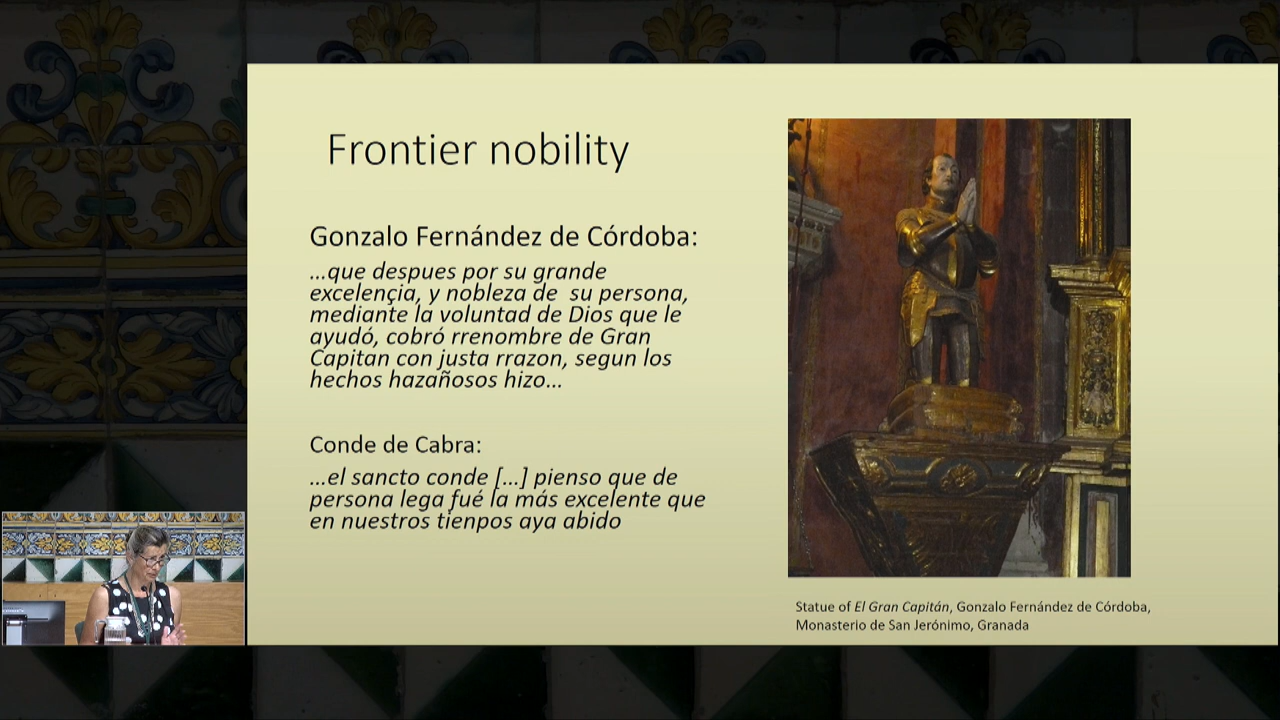 Frontier nobility
Gonzalo Fernández de Córdoba:
...que despues por su grande
excelençia, y nobleza de  su persona,
mediante la voluntad de Dios que le
ayudó, cobró rrenombre de Gran
Capitan con justa rrazon, segun los
hechos hazañosos hizo...
Conde de Cabra:
...el sancto conde [...] pienso que de
persona lega fué la más excelente que
en nuestros tienpos aya abido
Statue of El Gran Capitán, Gonzalo Fernández de Córdoba,
Monasterio de San Jerónimo, Granada